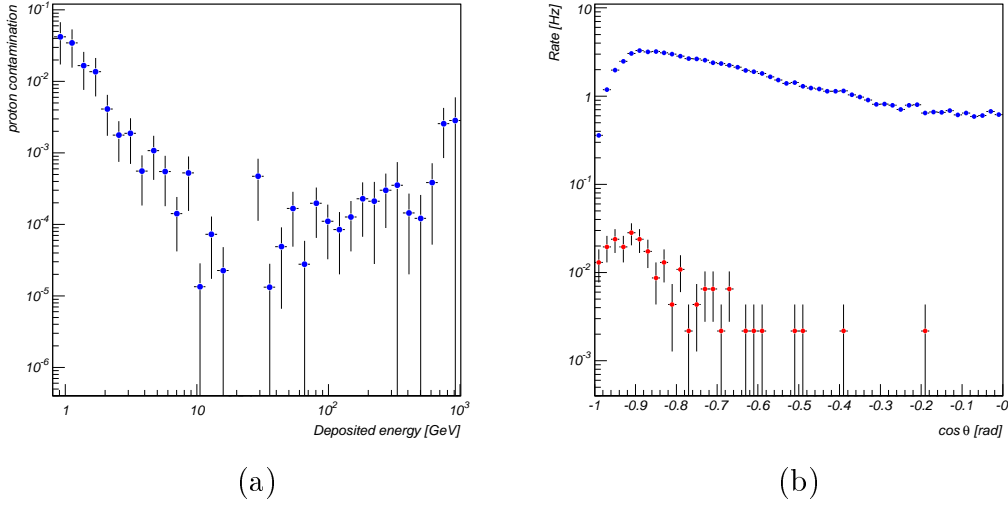 proton contamination
10^-1
10^-2
10^-3
10^-4
10^-5
10^-6
1 10 10^2 10^3
Deposited energy [GeV]
(a)
Rate [Hz]
10
1
10^-1
10^-2
10^-3
-1 -0.9 -0.8 -0.7 -0.6 -0.5 -0.4 -0.3 -0.2 -0.1 -0
cos θ [rad]
(b)